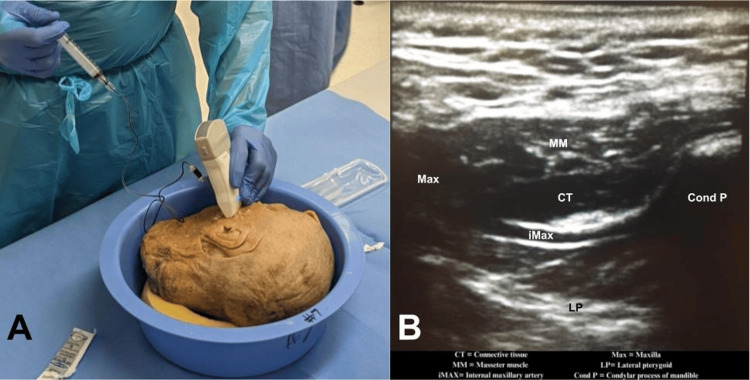 A
B
MM
Max
CT
Cond P
iMax
LP
CT = Connective tissue Max = Maxilla
MM = Masseter muscle LP= Lateral pterygoid
iMAX= Internal maxillary artery Cond P = Condylar process of mandible